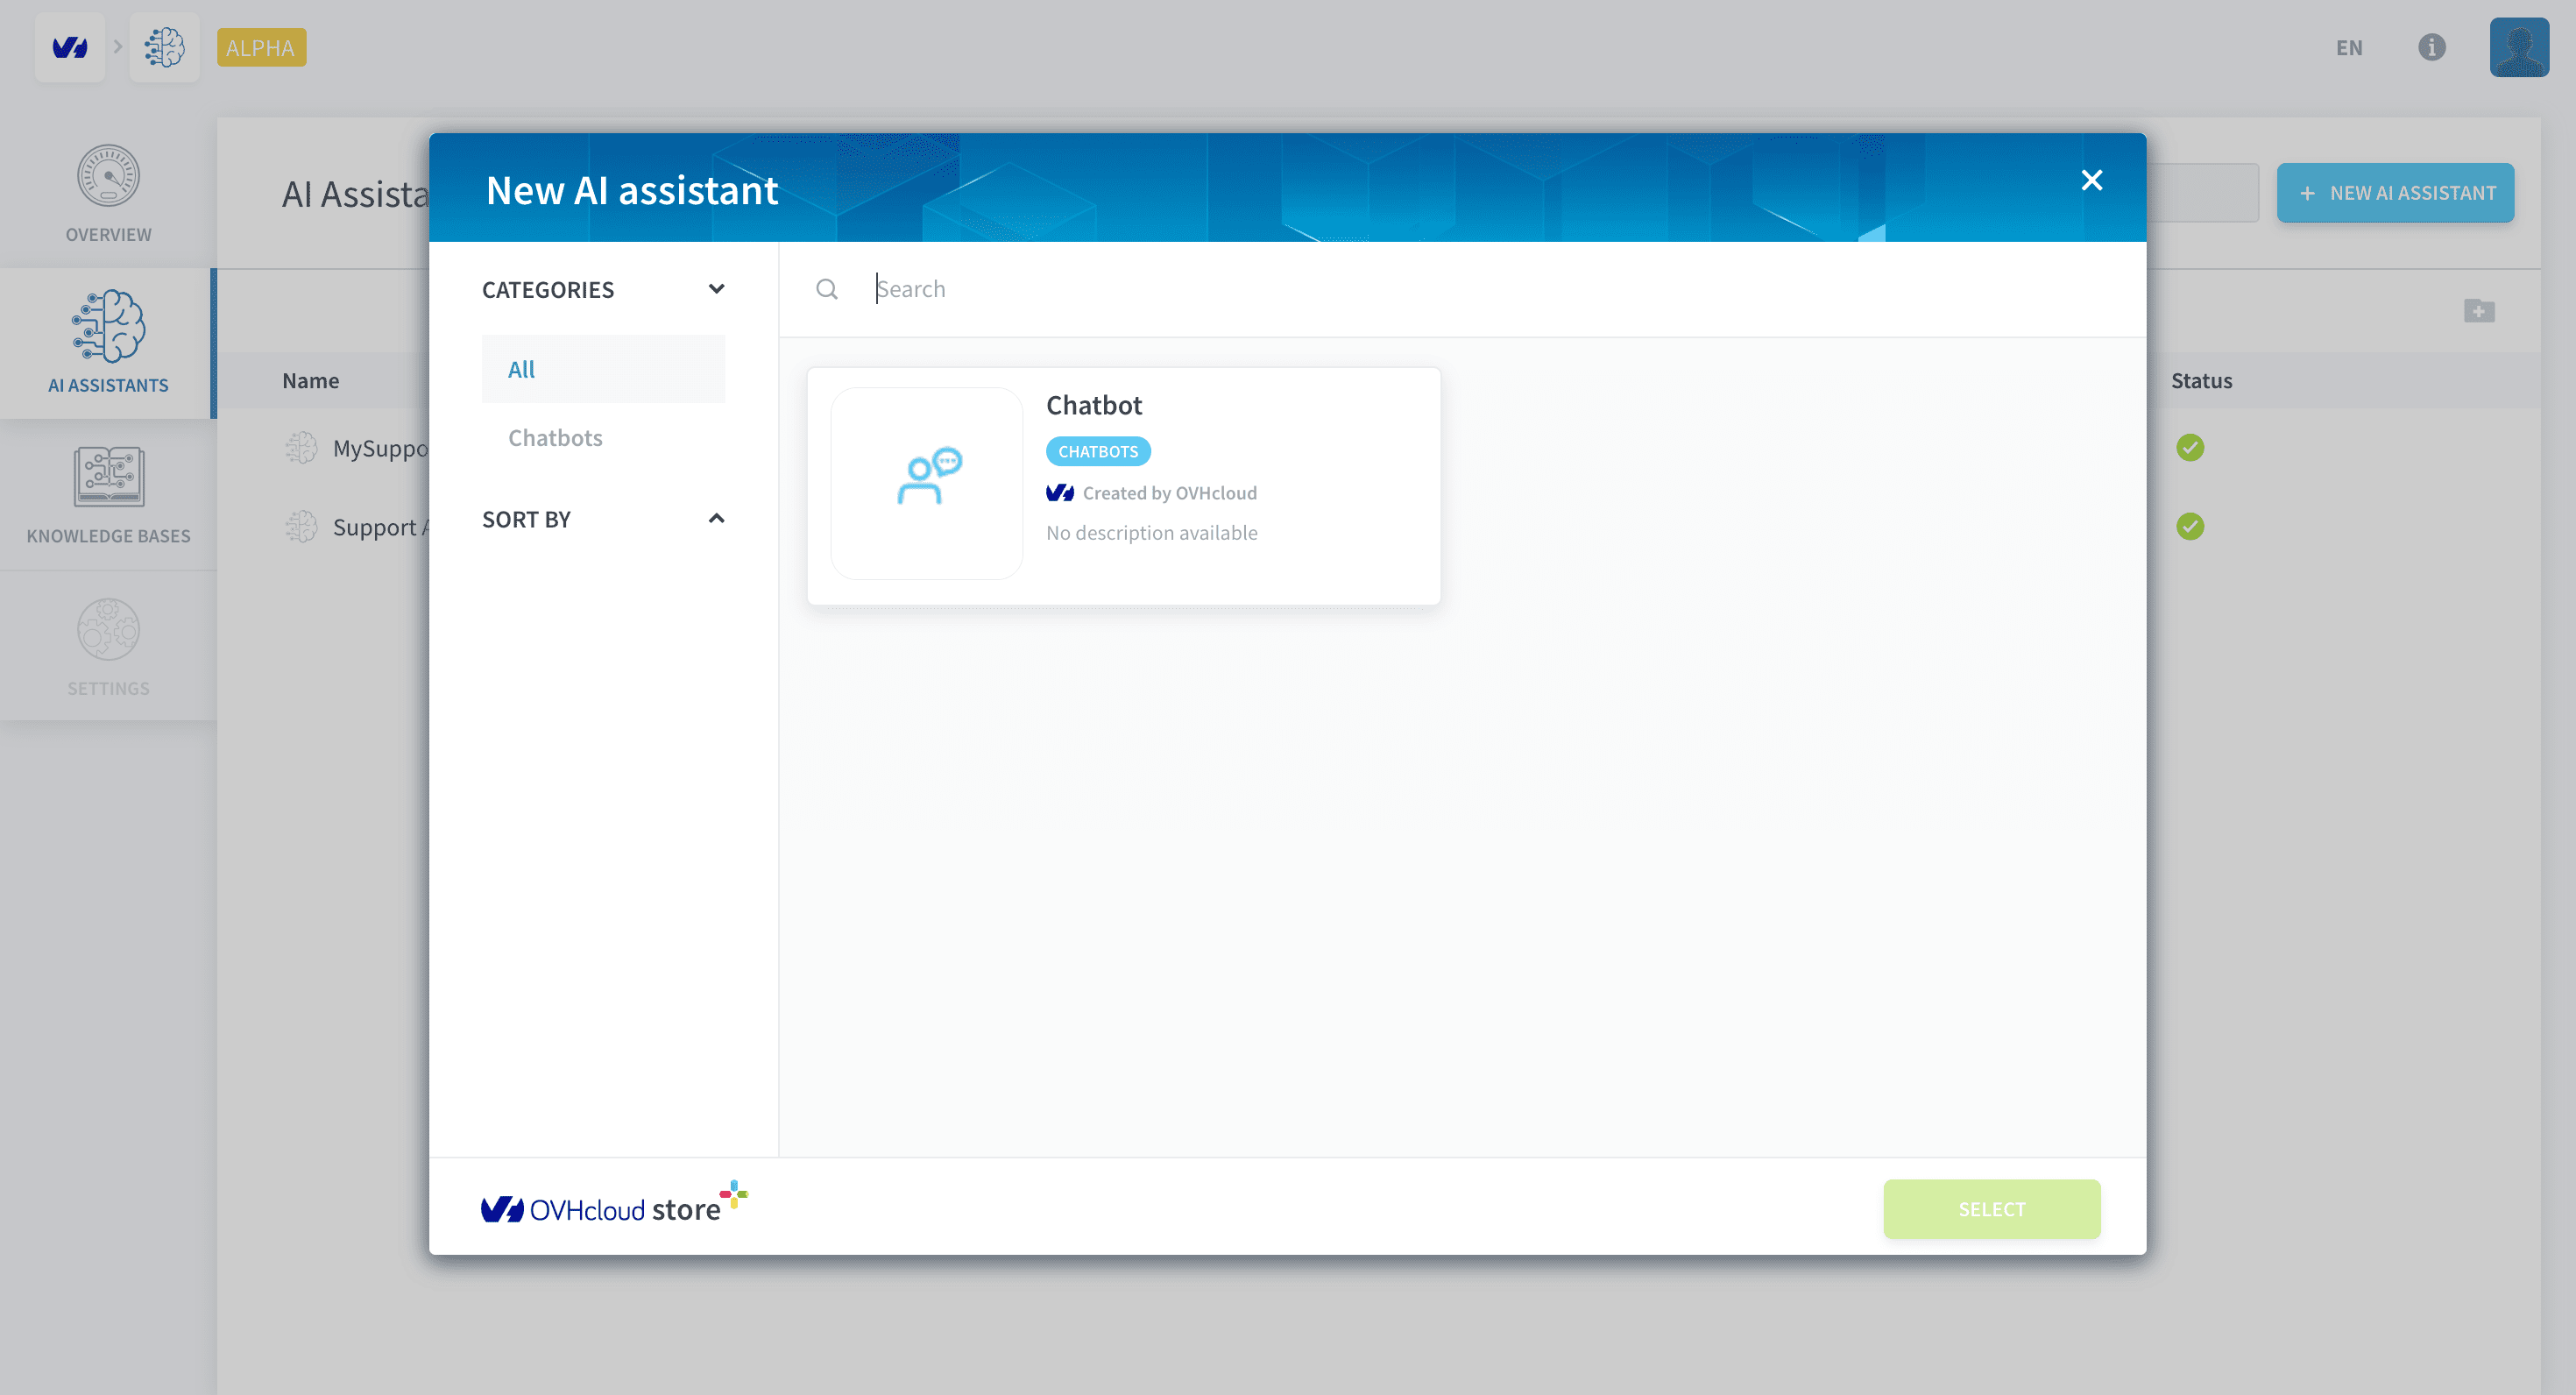 ALPHA
EN
OVERVIEW
AI ASSISTANTS
KNOWLEDGE BASES
SETTINGS
AI Assista
NEW AI ASSISTANT
Name
Status
MySuppo
Support A
New AI assistant
CATEGORIES
All
Chatbots
SORT BY
Search
Chatbot
CHATBOTS
Created by OVHcloud
No description available
OVHcloud store
SELECT